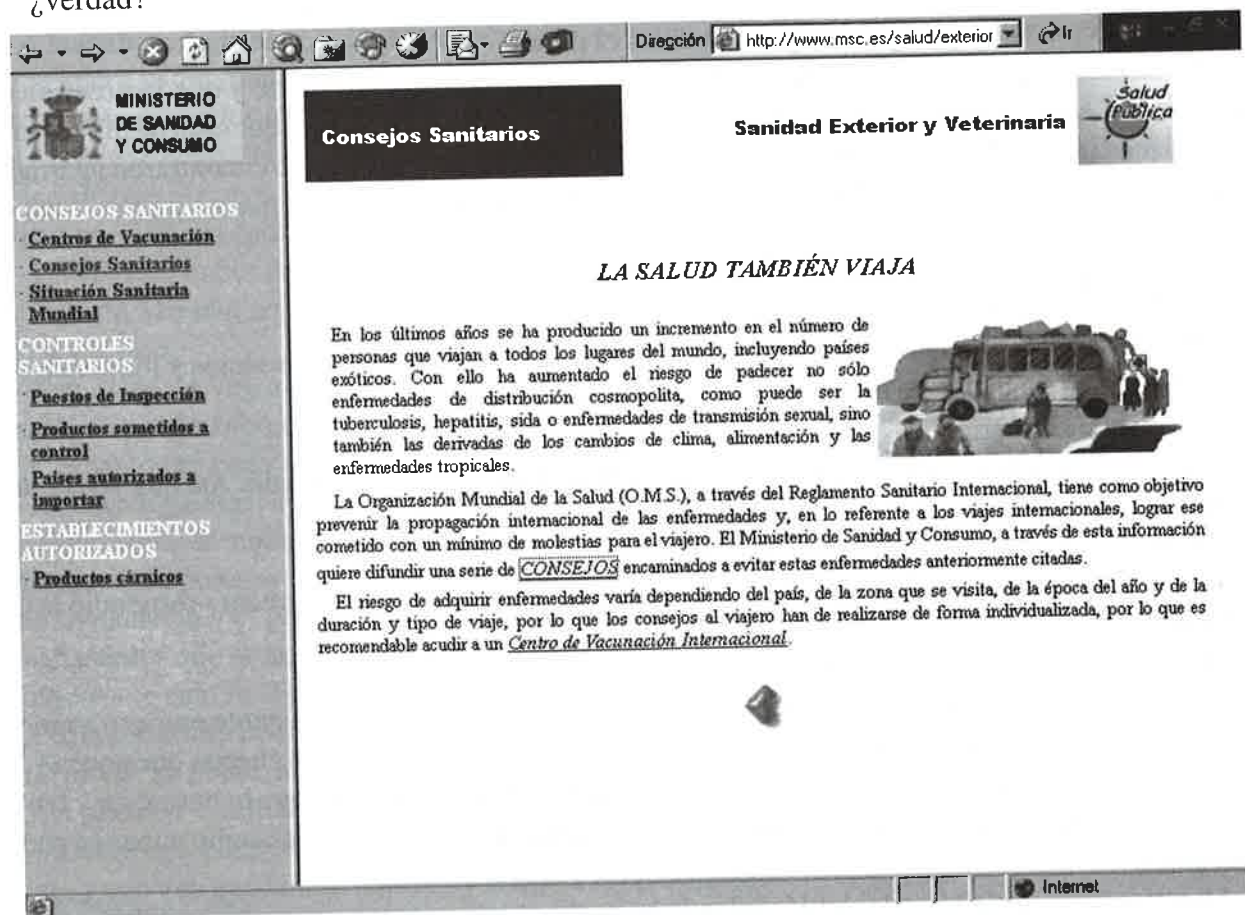 ¿verdad?
Dirección http://www.msc.es/salud/exterior Ir
MINISTERIO
DE SANIDAD
Y CONSUMO
CONSEJOS SANITARIOS
· Centros de Vacunación
· Consejos Sanitarios
· Situación Sanitaria
Mundial
CONTROLES
SANITARIOS
· Puestos de Inspección
· Productos sometidos a
control
Países autorizados a
importar
ESTABLECIMIENTOS
AUTORIZADOS
· Productos cárnicos
Consejos Sanitarios
Sanidad Exterior y Veterinaria
Salud
Pública
LA SALUD TAMBIÉN VIAJA
En los últimos años se ha producido un incremento en el número de
personas que viajan a todos los lugares del mundo, incluyendo países
exóticos. Con ello ha aumentado el riesgo de padecer no sólo
enfermedades de distribución cosmopolita, como puede ser la
tuberculosis, hepatitis, sida o enfermedades de transmisión sexual, sino
también las derivadas de los cambios de clima, alimentación y las
enfermedades tropicales.
La Organización Mundial de la Salud (O.M.S.), a través del Reglamento Sanitario Internacional, tiene como objetivo
prevenir la propagación internacional de las enfermedades y, en lo referente a los viajes internacionales, lograr ese
cometido con un mínimo de molestias para el viajero. El Ministerio de Sanidad y Consumo, a través de esta información
quiere difundir una serie de CONSEJOS encaminados a evitar estas enfermedades anteriormente citadas.
El riesgo de adquirir enfermedades varía dependiendo del país, de la zona que se visita, de la época del año y de la
duración y tipo de viaje, por lo que los consejos al viajero han de realizarse de forma individualizada, por lo que es
recomendable acudir a un Centro de Vacunación Internacional.
Internet